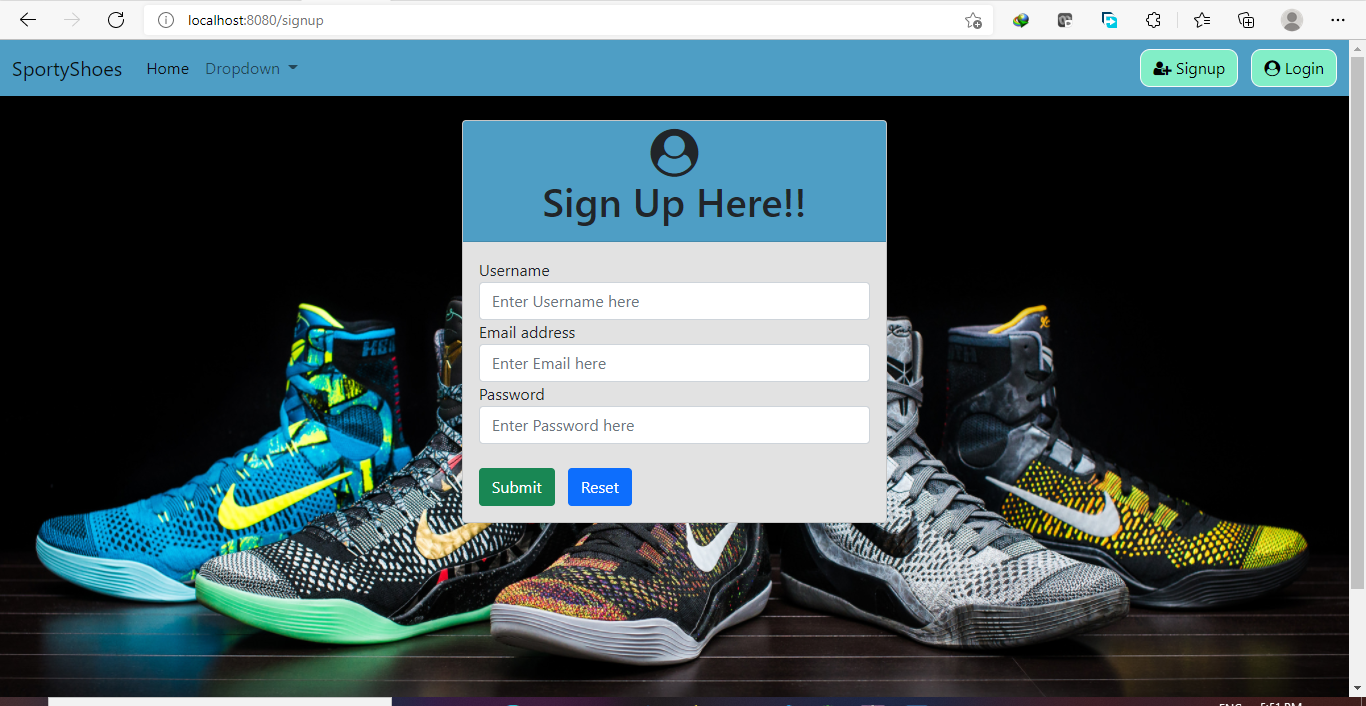 localhost:8080/signup
SportyShoes Home Dropdown Signup Login
Sign Up Here!!
Username
Enter Username here
Email address
Enter Email here
Password
Enter Password here
Submit Reset